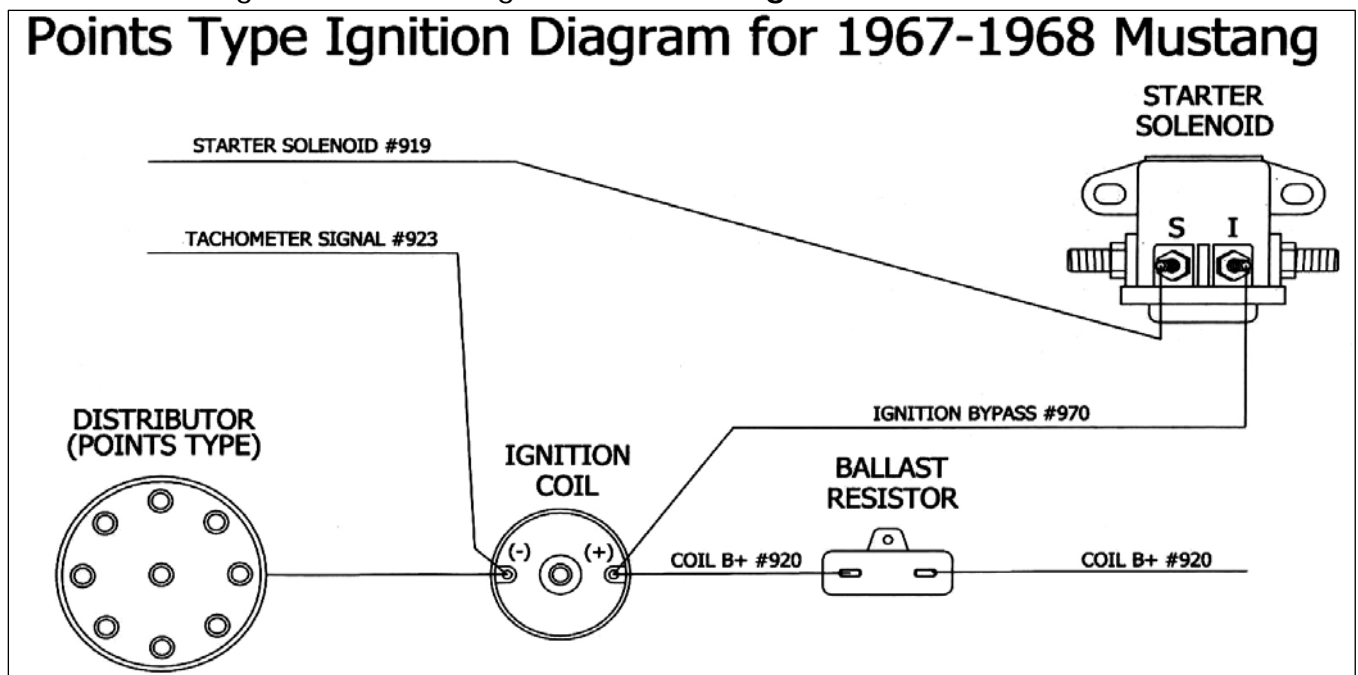 Points Type Ignition Diagram for 1967-1968 Mustang
STARTER
SOLENOID
STARTER SOLENOID #919
TACHOMETER SIGNAL #923
S I
IGNITION BYPASS #970
DISTRIBUTOR
(POINTS TYPE)
IGNITION
COIL
BALLAST
RESISTOR
(-) (+)
COIL B+ #920
COIL B+ #920